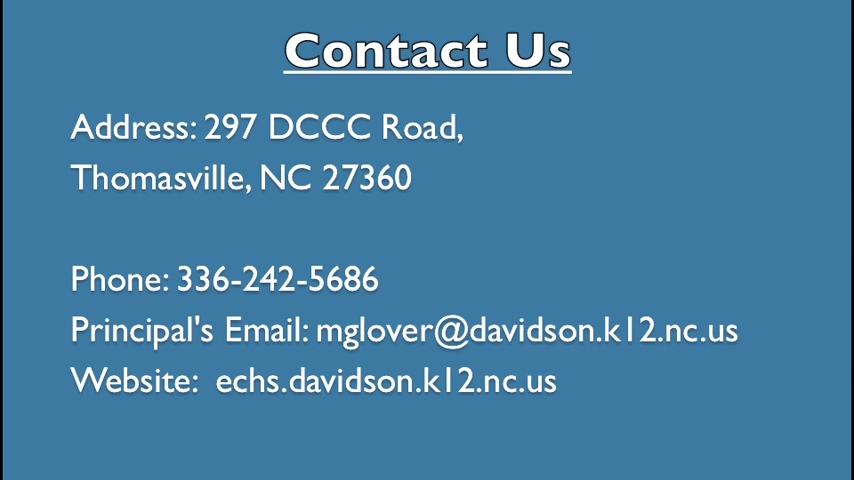 Contact Us
Address: 297 DCCC Road,
Thomasville, NC 27360
Phone: 336-242-5686
Principal's Email: mglover@davidson.k12.nc.us
Website:  echs.davidson.k12.nc.us